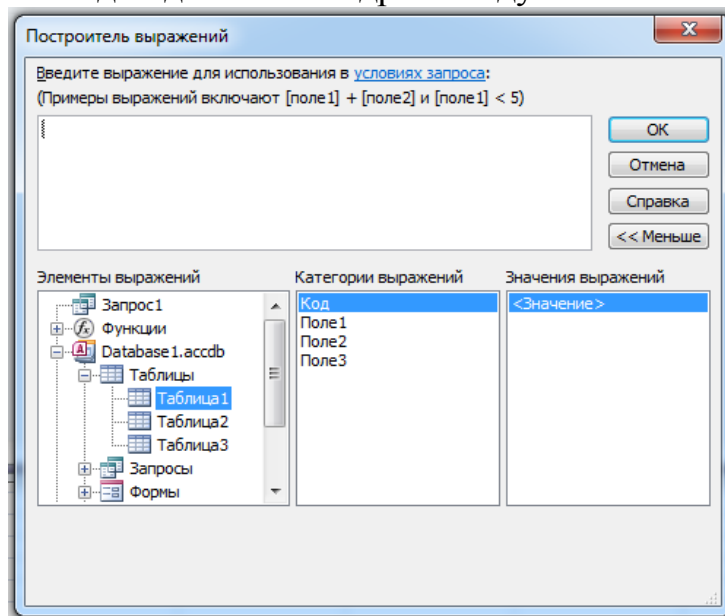 Построитель выражений
Введите выражение для использования в условиях запроса:
(Примеры выражений включают [поле1] + [поле2] и [поле1] < 5)
ОК
Отмена
Справка
<< Меньше
Элементы выражений
Категории выражений
Значения выражений
Запрос1
Функции
Database1.accdb
Таблицы
Таблица1
Таблица2
Таблица3
Запросы
Формы
Код
Поле1
Поле2
Поле3
<Значение>